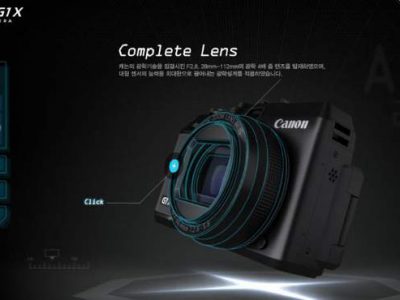 G1X
Complete Lens
캐논의 광학기술을 집결시킨 F2.8, 28mm~112mm의 광학 4배 줌 렌즈를 탑재하였으며,
대형 센서의 능력을 최대한으로 끌어내는 광학설계를 적용하였습니다.
Canon
ZOOM LENS
Click